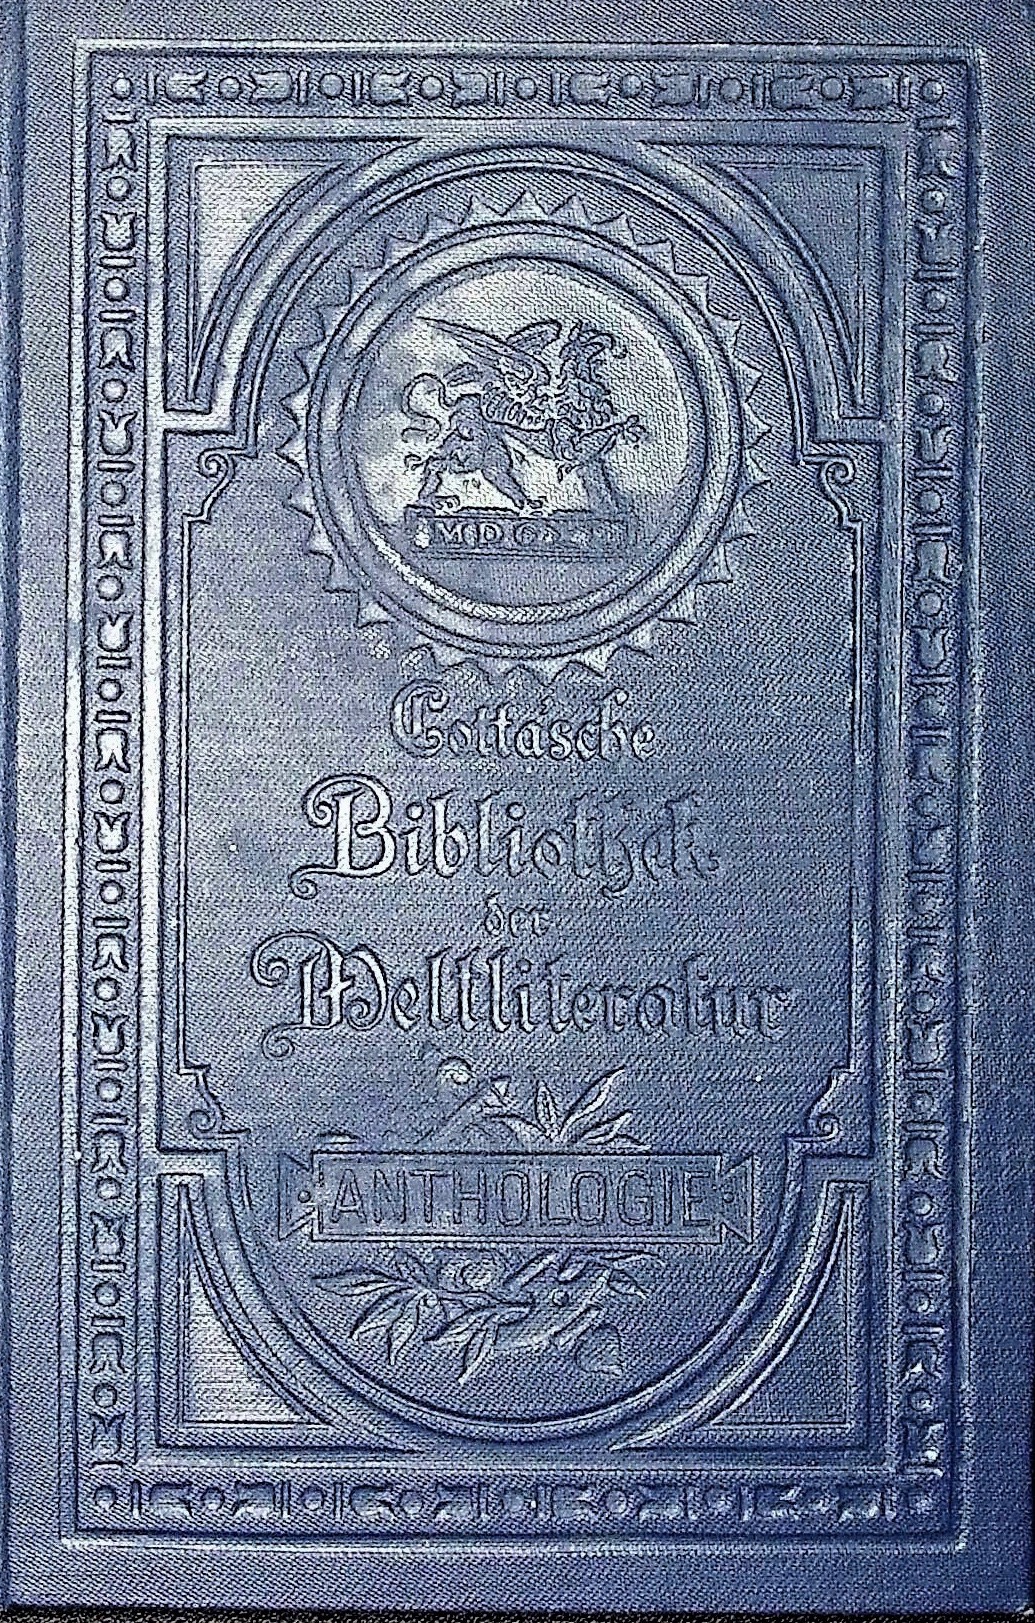 Cotta'sche
Bibliothek
der
Weltliteratur
ANTHOLOGIE